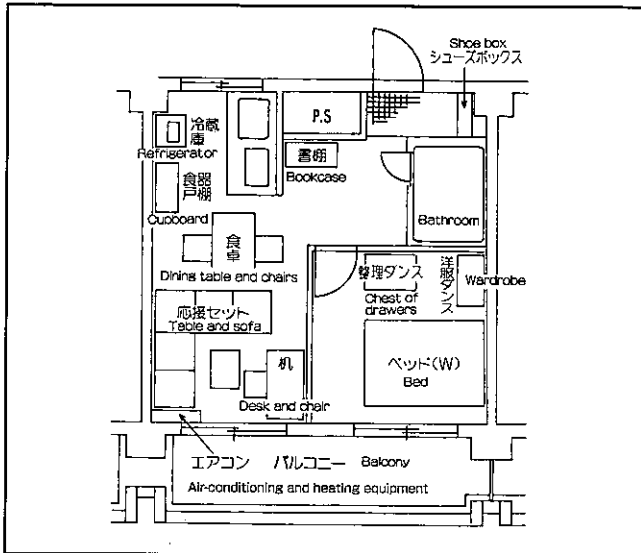 Shoe box
シューズボックス
P.S
冷蔵
庫
Refrigerator
書棚
Bookcase
食器
戸棚
Cupboard
Bathroom
食
卓
Dining table and chairs
整理ダンス
Chest of
drawers
洋服ダンス
Wardrobe
応接セット
Table and sofa
ベッド(W)
Bed
机
Desk and chair
エアコン バルコニー Balcony
Air-conditioning and heating equipment